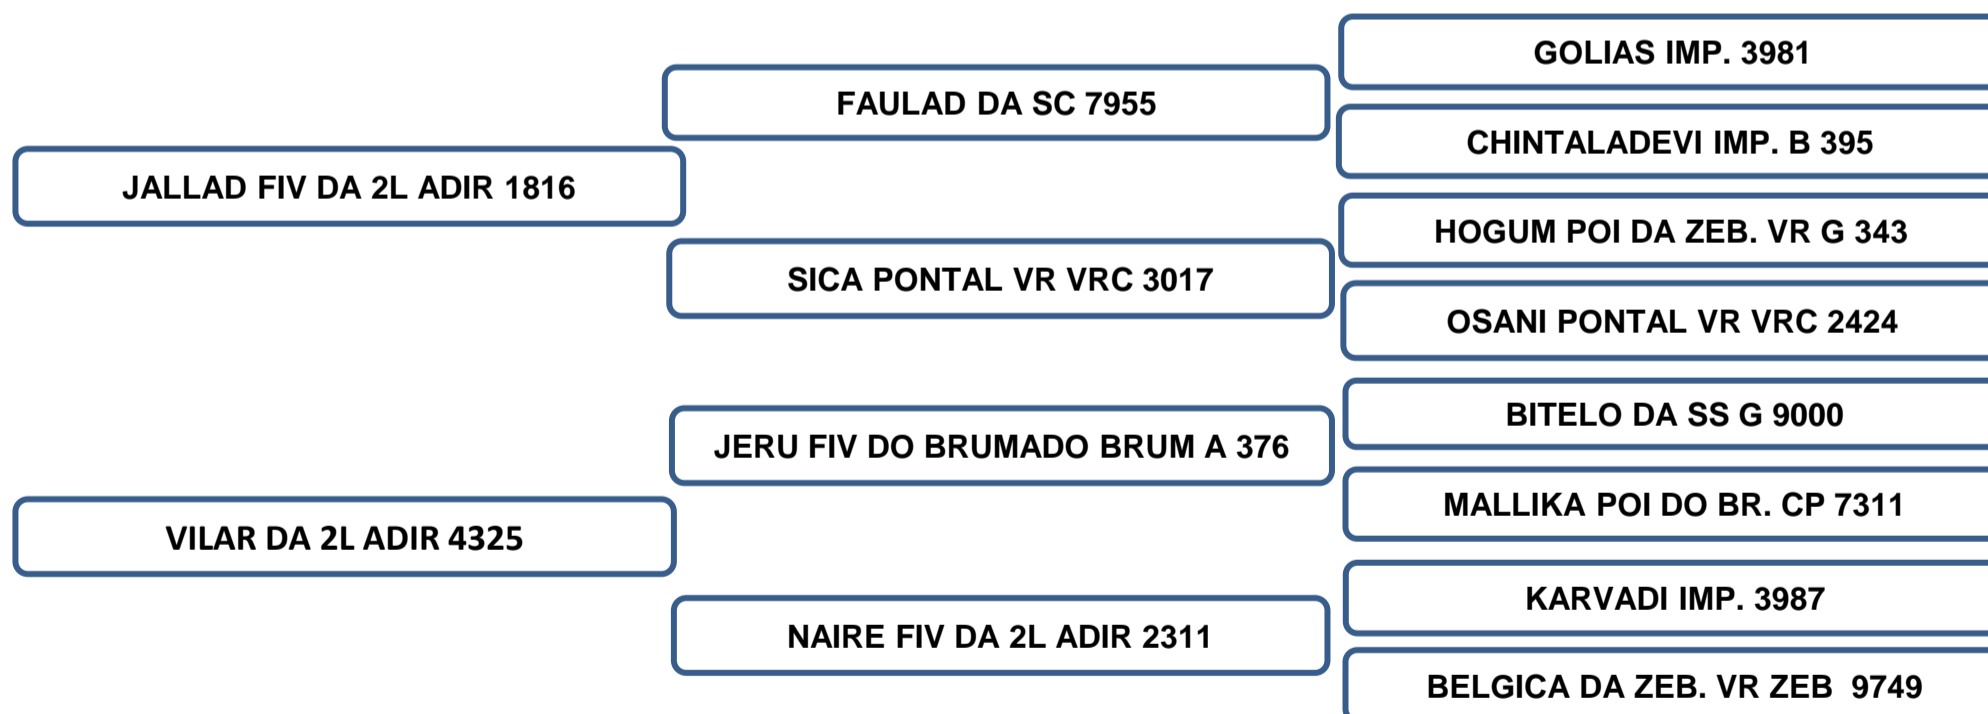 GOLIAS IMP. 3981
FAULAD DA SC 7955
CHINTALADEVI IMP. B 395
JALLAD FIV DA 2L ADIR 1816
HOGUM POI DA ZEB. VR G 343
SICA PONTAL VR VRC 3017
OSANI PONTAL VR VRC 2424
BITELO DA SS G 9000
JERU FIV DO BRUMADO BRUM A 376
MALLIKA POI DO BR. CP 7311
VILAR DA 2L ADIR 4325
KARVADI IMP. 3987
NAIRE FIV DA 2L ADIR 2311
BELGICA DA ZEB. VR ZEB  9749